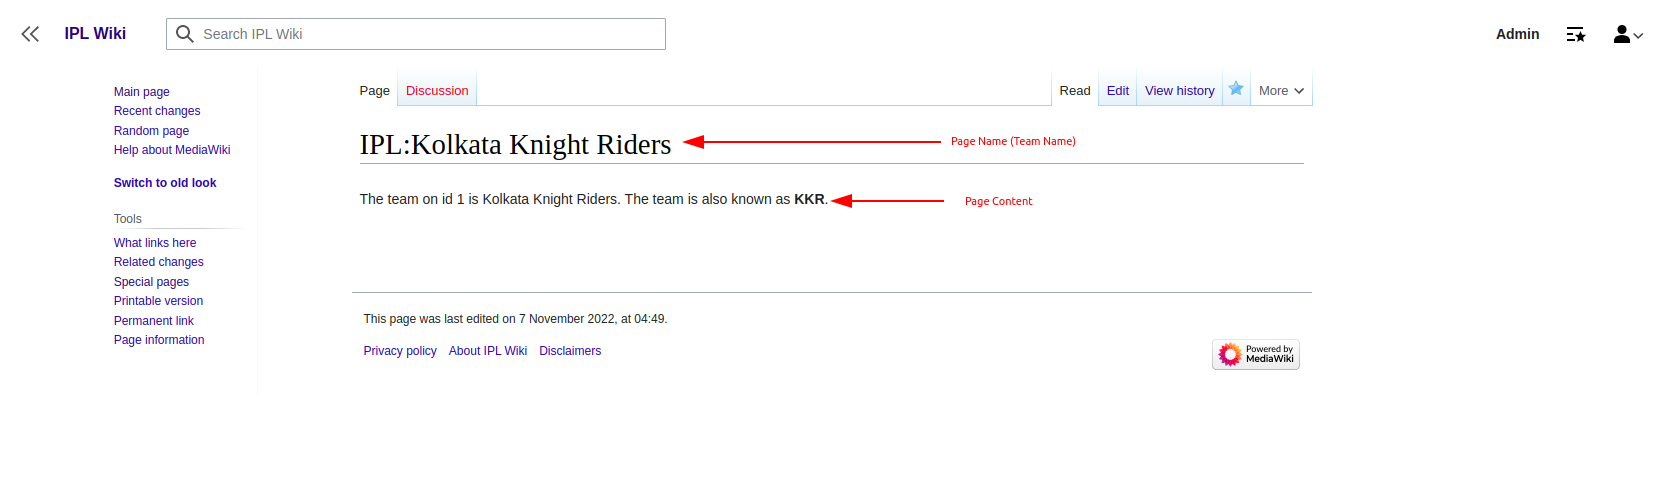 IPL Wiki
Search IPL Wiki
Admin
Main page
Recent changes
Random page
Help about MediaWiki
Switch to old look
Tools
What links here
Related changes
Special pages
Printable version
Permanent link
Page information
Page Discussion Read Edit View history More
IPL:Kolkata Knight Riders
Page Name (Team Name)
The team on id 1 is Kolkata Knight Riders. The team is also known as KKR.
Page Content
This page was last edited on 7 November 2022, at 04:49.
Privacy policy About IPL Wiki Disclaimers
Powered by
MediaWiki